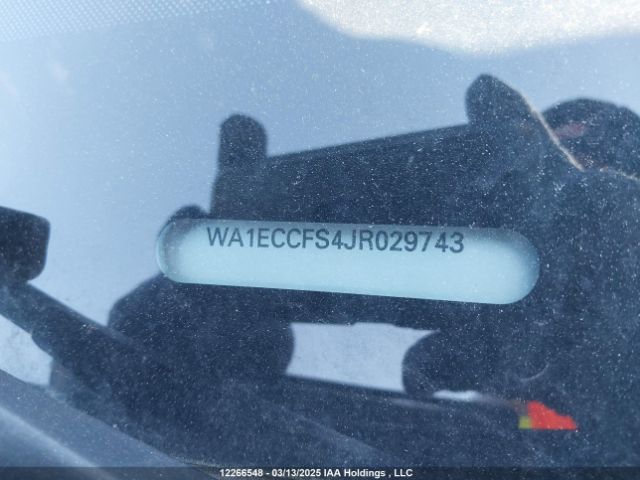 WA1ECCFS4JR029743
12266548 - 03/13/2025 IAA Holdings , LLC